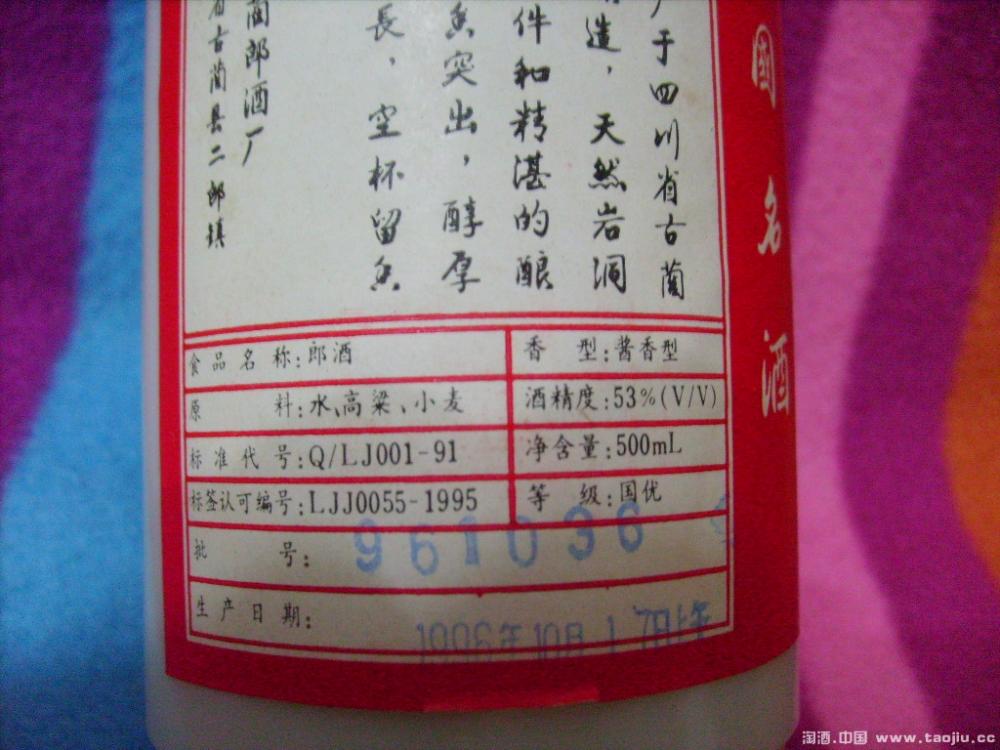 國名酒
于四川省古蔺
造，天然岩洞
件和精湛的酿
突出，醇厚
長，空杯留香
蔺郎酒厂
省古蔺县二郎镇
食品名称：郎酒
香型：酱香型
原料：水、高粱、小麦
酒精度：53%(V/V)
标准代号：Q/LJ001-91
净含量：500mL
标签认可编号：LJJ0055-1995
等级：国优
批号：961036
生产日期：1996年10月17日上午
淘酒.中国 www.taojiu.cc